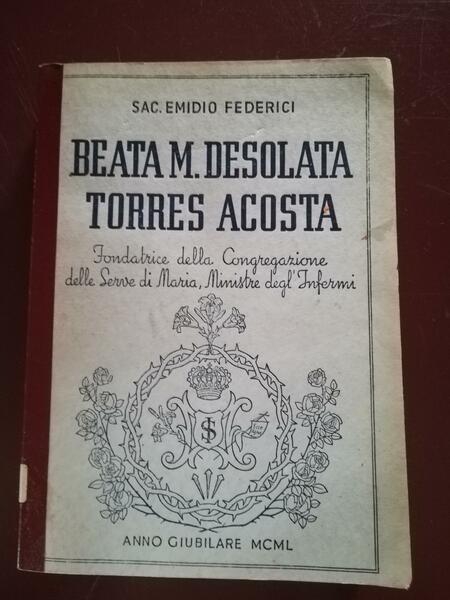 SAC. EMIDIO FEDERICI
BEATA M. DESOLATA
TORRES ACOSTA
Fondatrice della Congregazione
delle Serve di Maria, Ministre degl'Infermi
ANNO GIUBILARE MCML